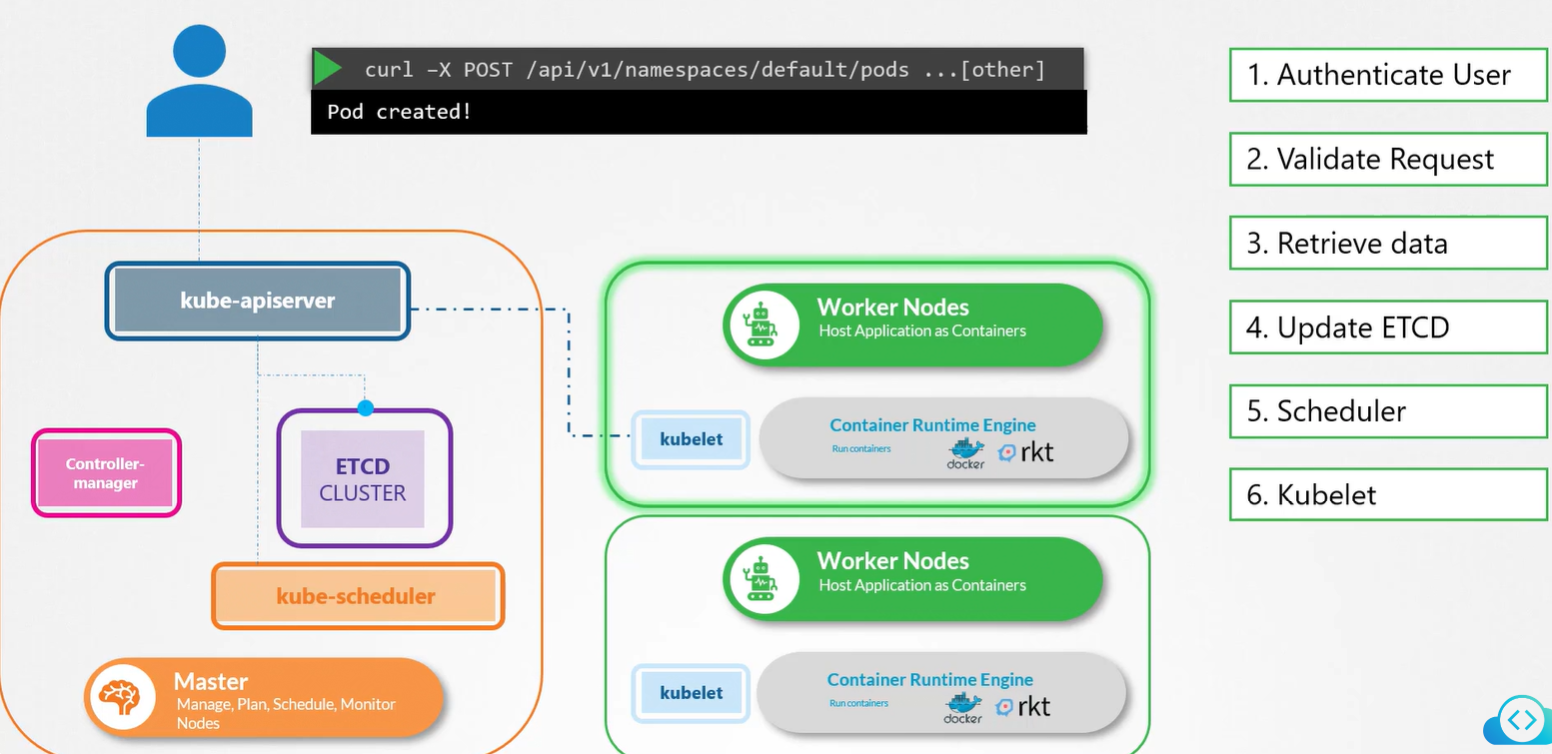 curl –X POST /api/v1/namespaces/default/pods ...[other]
Pod created!
1. Authenticate User
2. Validate Request
3. Retrieve data
4. Update ETCD
5. Scheduler
6. Kubelet
kube-apiserver
Controller-
manager
ETCD
CLUSTER
kube-scheduler
Master
Manage, Plan, Schedule, Monitor
Nodes
Worker Nodes
Host Application as Containers
kubelet
Container Runtime Engine
Run containers
docker
rkt
Worker Nodes
Host Application as Containers
kubelet
Container Runtime Engine
Run containers
docker
rkt